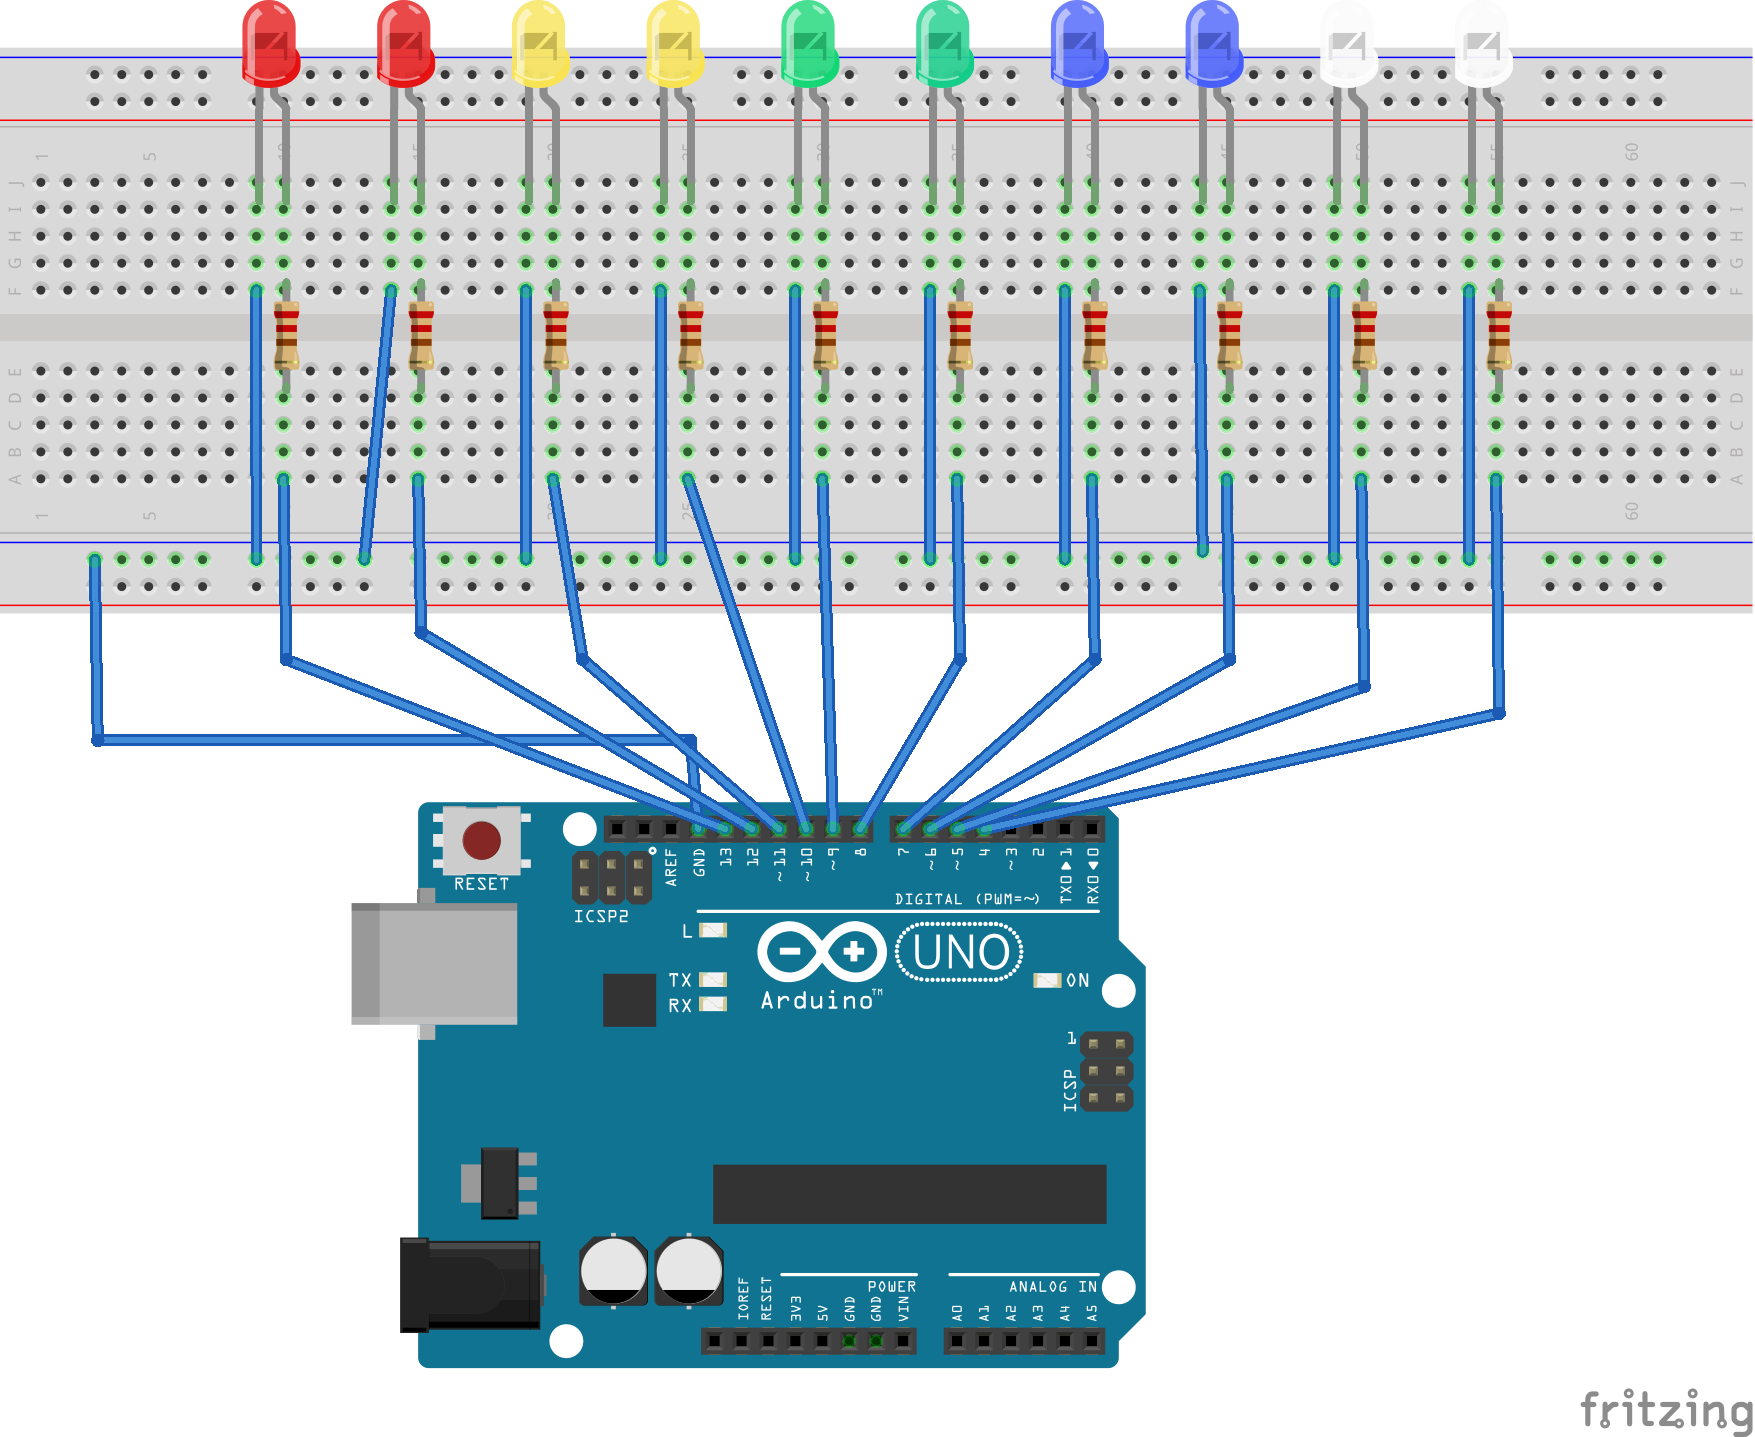 1 5 10 15 20 25 30 35 40 45 50 55 60
J J
I I
H H
G G
F F
E E
D D
C C
B B
A A
1 5 20 25 60
RESET
ICSP2
AREF GND 13 12 ~11 ~10 ~9 8 7 ~6 ~5 4 ~3 2 TX0▶1 RX0◀0
DIGITAL (PWM=~)
L
TX
RX
UNO
Arduino™
ON
1
ICSP
POWER
ANALOG IN
IOREF RESET 3V3 5V GND GND VIN A0 A1 A2 A3 A4 A5
fritzing